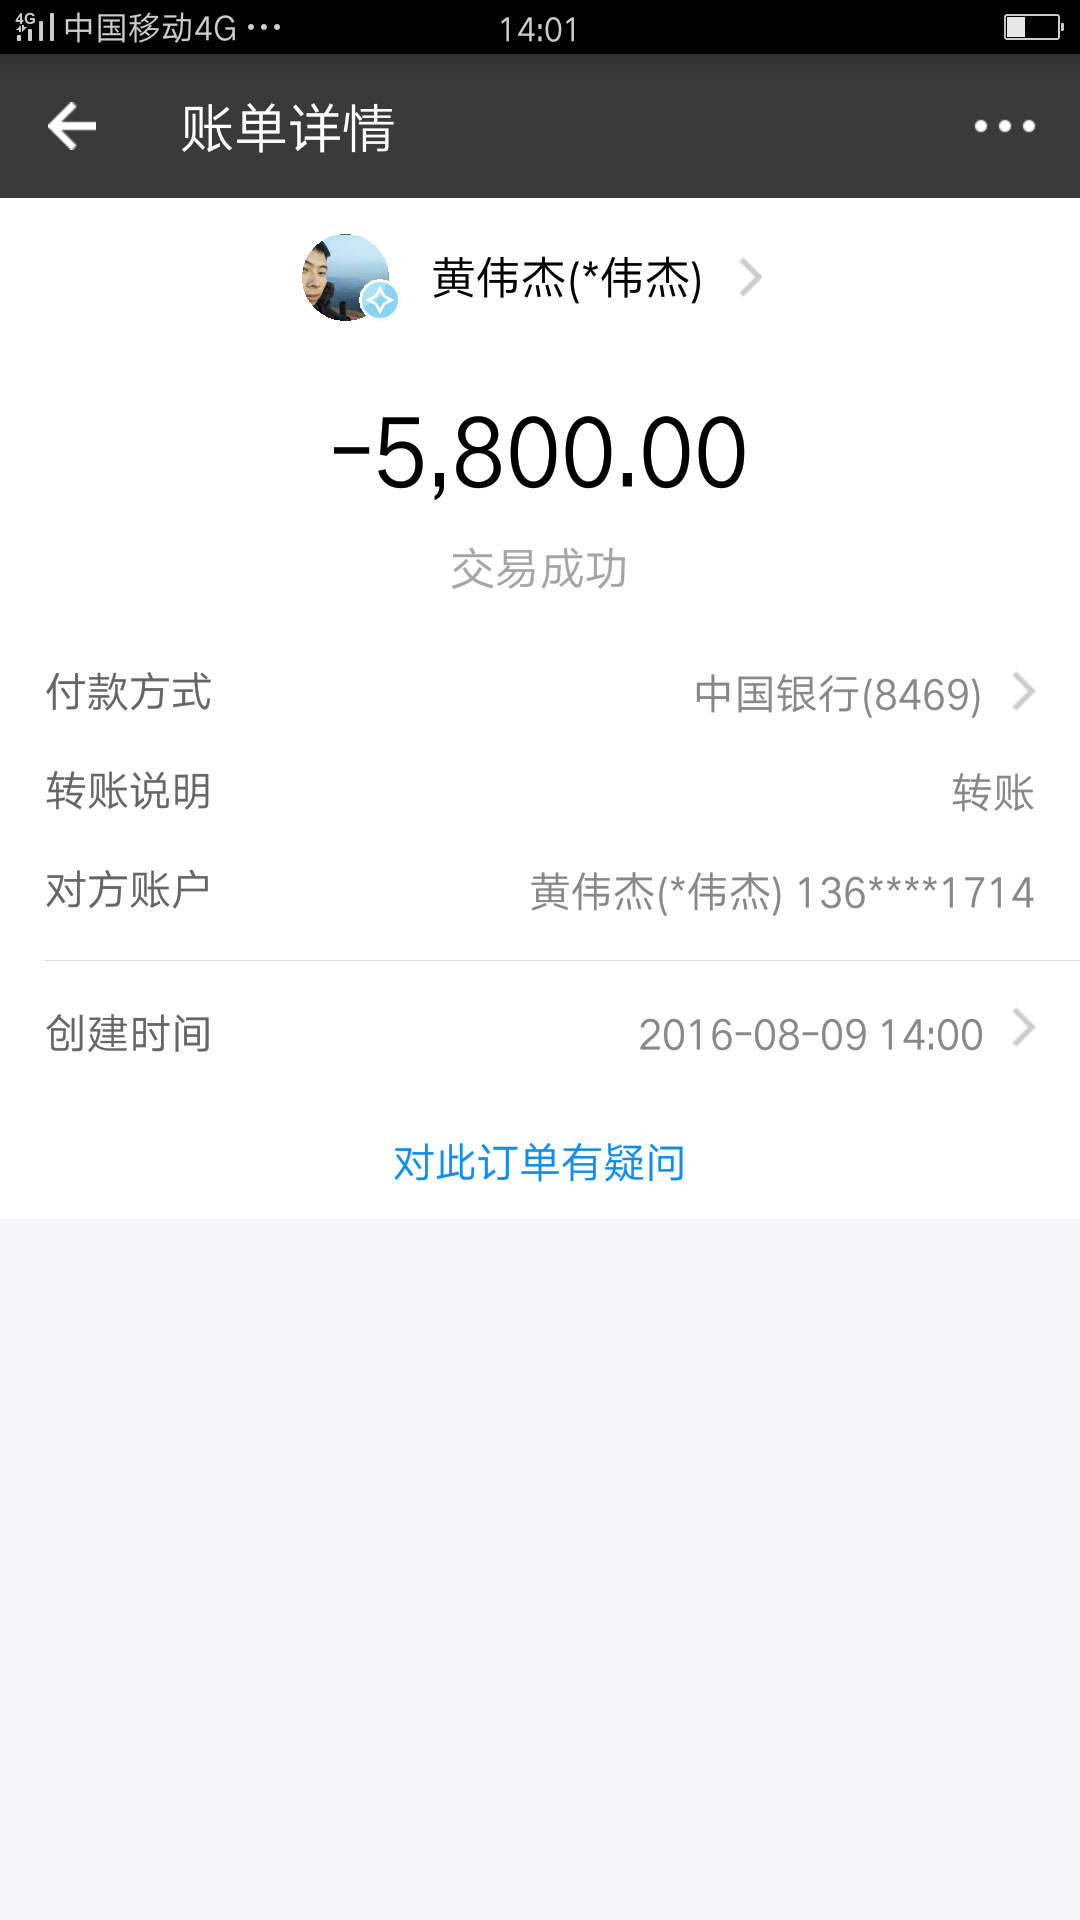 4G 中国移动4G ··· 14:01
账单详情
黄伟杰(*伟杰)
-5,800.00
交易成功
付款方式 中国银行(8469)
转账说明 转账
对方账户 黄伟杰(*伟杰) 136****1714
创建时间 2016-08-09 14:00
对此订单有疑问